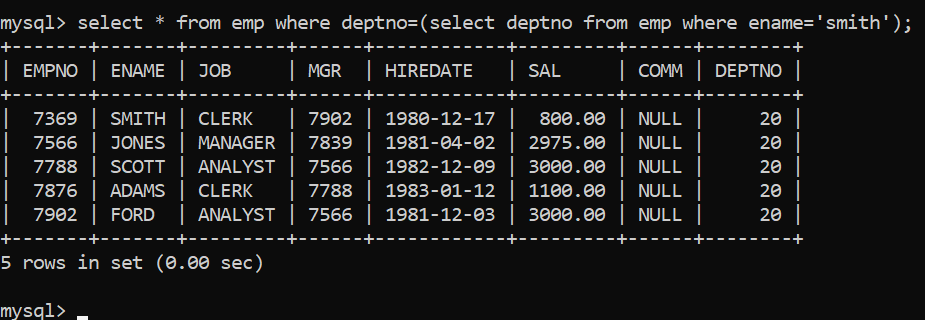 mysql> select * from emp where deptno=(select deptno from emp where ename='smith');
+-------+-------+---------+------+------------+---------+------+--------+
| EMPNO | ENAME | JOB     | MGR  | HIREDATE   | SAL     | COMM | DEPTNO |
+-------+-------+---------+------+------------+---------+------+--------+
|  7369 | SMITH | CLERK   | 7902 | 1980-12-17 |  800.00 | NULL |     20 |
|  7566 | JONES | MANAGER | 7839 | 1981-04-02 | 2975.00 | NULL |     20 |
|  7788 | SCOTT | ANALYST | 7566 | 1982-12-09 | 3000.00 | NULL |     20 |
|  7876 | ADAMS | CLERK   | 7788 | 1983-01-12 | 1100.00 | NULL |     20 |
|  7902 | FORD  | ANALYST | 7566 | 1981-12-03 | 3000.00 | NULL |     20 |
+-------+-------+---------+------+------------+---------+------+--------+
5 rows in set (0.00 sec)
mysql>